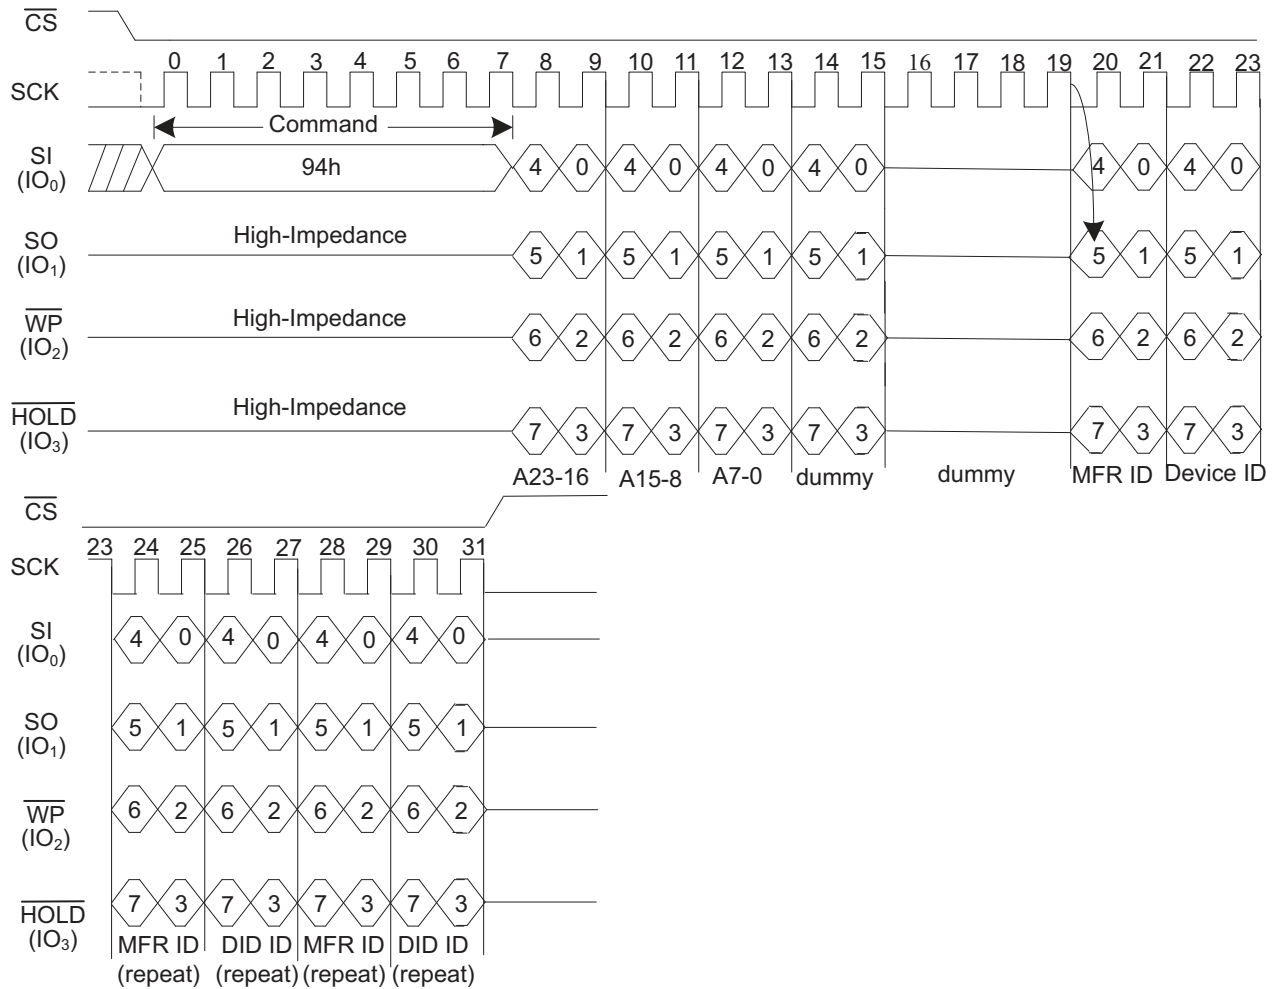 CS
0 1 2 3 4 5 6 7 8 9 10 11 12 13 14 15 16 17 18 19 20 21 22 23
SCK
Command
SI
(IO0)
94h
4 0 4 0 4 0 4 0 4 0 4 0
SO
(IO1)
High-Impedance
5 1 5 1 5 1 5 1 5 1 5 1
WP
(IO2)
High-Impedance
6 2 6 2 6 2 6 2 6 2 6 2
HOLD
(IO3)
High-Impedance
7 3 7 3 7 3 7 3 7 3 7 3
A23-16 A15-8 A7-0 dummy dummy MFR ID Device ID
CS
23 24 25 26 27 28 29 30 31
SCK
SI
(IO0)
4 0 4 0 4 0 4 0
SO
(IO1)
5 1 5 1 5 1 5 1
WP
(IO2)
6 2 6 2 6 2 6 2
HOLD
(IO3)
7 3 7 3 7 3 7 3
MFR ID DID ID MFR ID DID ID
(repeat) (repeat) (repeat) (repeat)